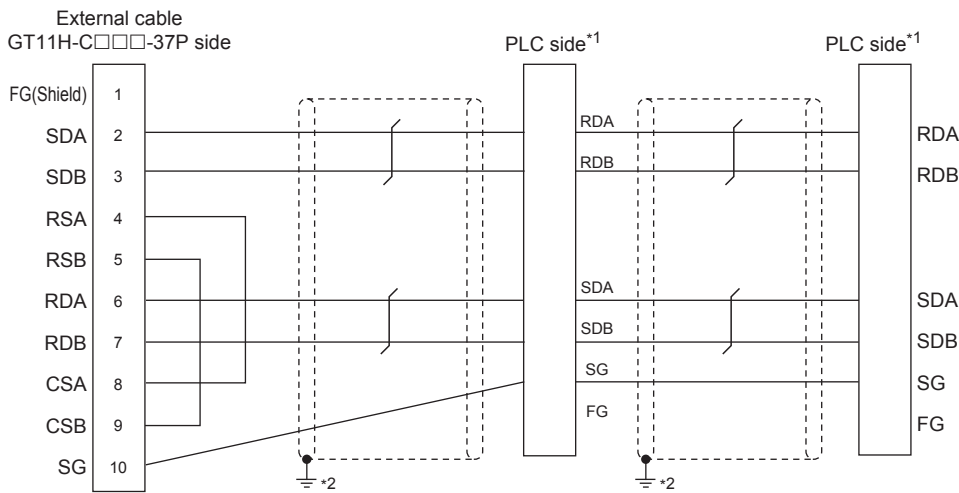 External cable
GT11H-C□□□-37P side
PLC side*1
PLC side*1
FG(Shield) 1
SDA 2
RDA
RDA
RDB
SDB 3
RDB
RSA 4
RSB 5
SDA
RDA 6
SDA
SDB
RDB 7
SDB
SG
CSA 8
SG
FG
CSB 9
FG
SG 10
*2
*2